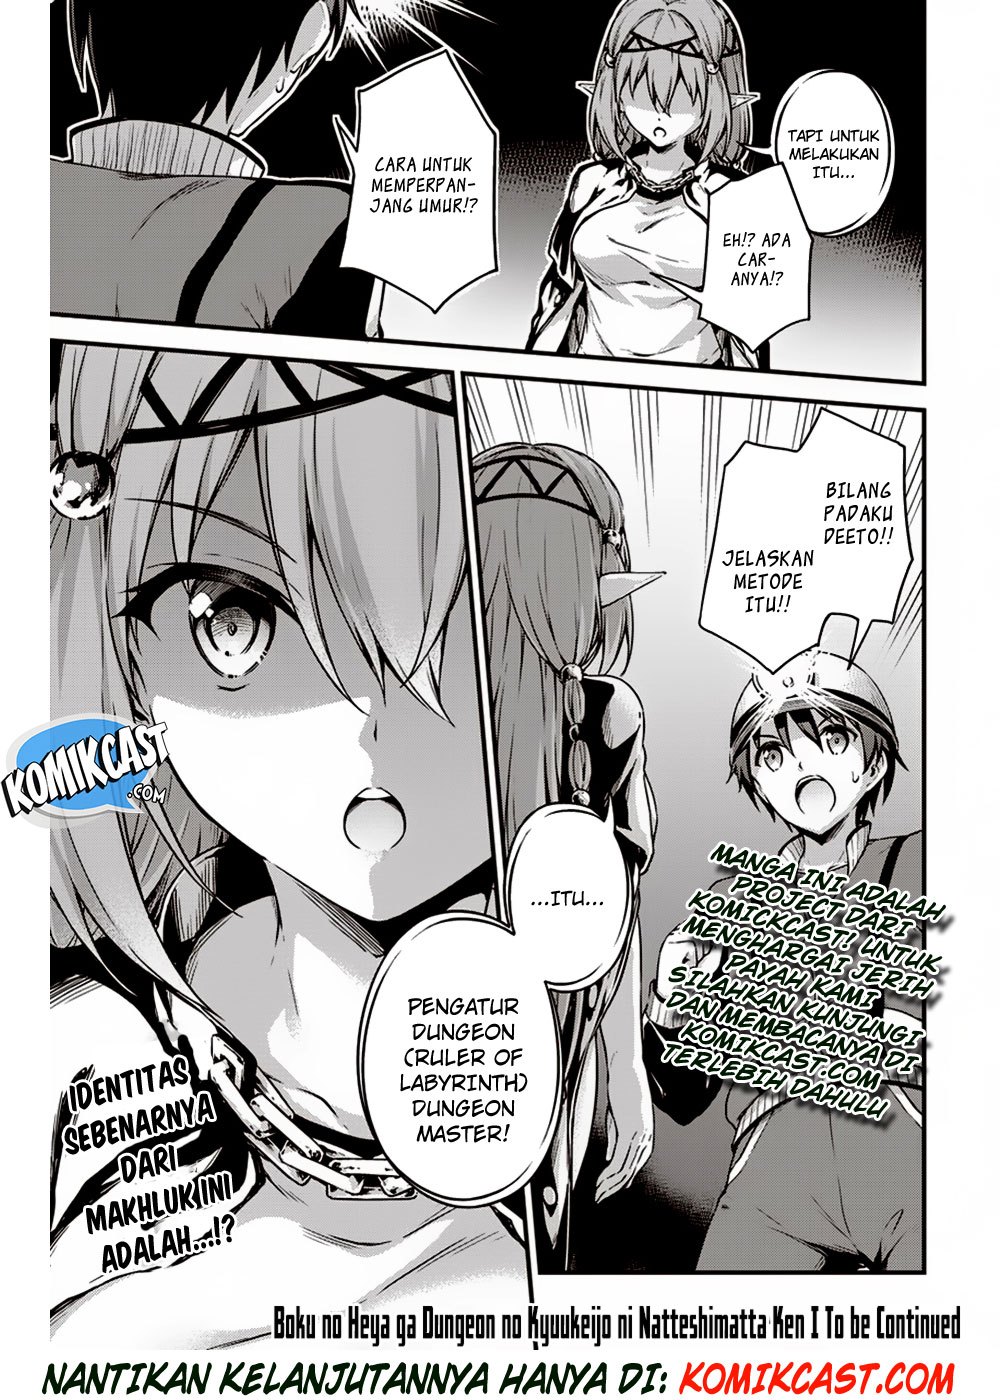 TAPI UNTUK
MELAKUKAN
ITU...
EH!? ADA
CAR-
ANYA!?
CARA UNTUK
MEMPERPAN-
JANG UMUR!?
BILANG
PADAKU
DEETO!!
JELASKAN
METODE
ITU!!
KOMIKCAST
.COM
...ITU...
PENGATUR
DUNGEON
(RULER OF
LABYRINTH)
DUNGEON
MASTER!
MANGA INI ADALAH
PROJECT DARI
KOMICKCAST! UNTUK
MENGHARGAI JERIH
PAYAH KAMI
SILAHKAN KUNJUNGI
DAN MEMBACANYA DI
KOMIKCAST.COM
TERLEBIH DAHULU
IDENTITAS
SEBENARNYA
DARI
MAKHLUK INI
ADALAH...!?
Boku no Heya ga Dungeon no Kyuukeijo ni Natteshimatta Ken I To be Continued
NANTIKAN KELANJUTANNYA HANYA DI: KOMIKCAST.COM